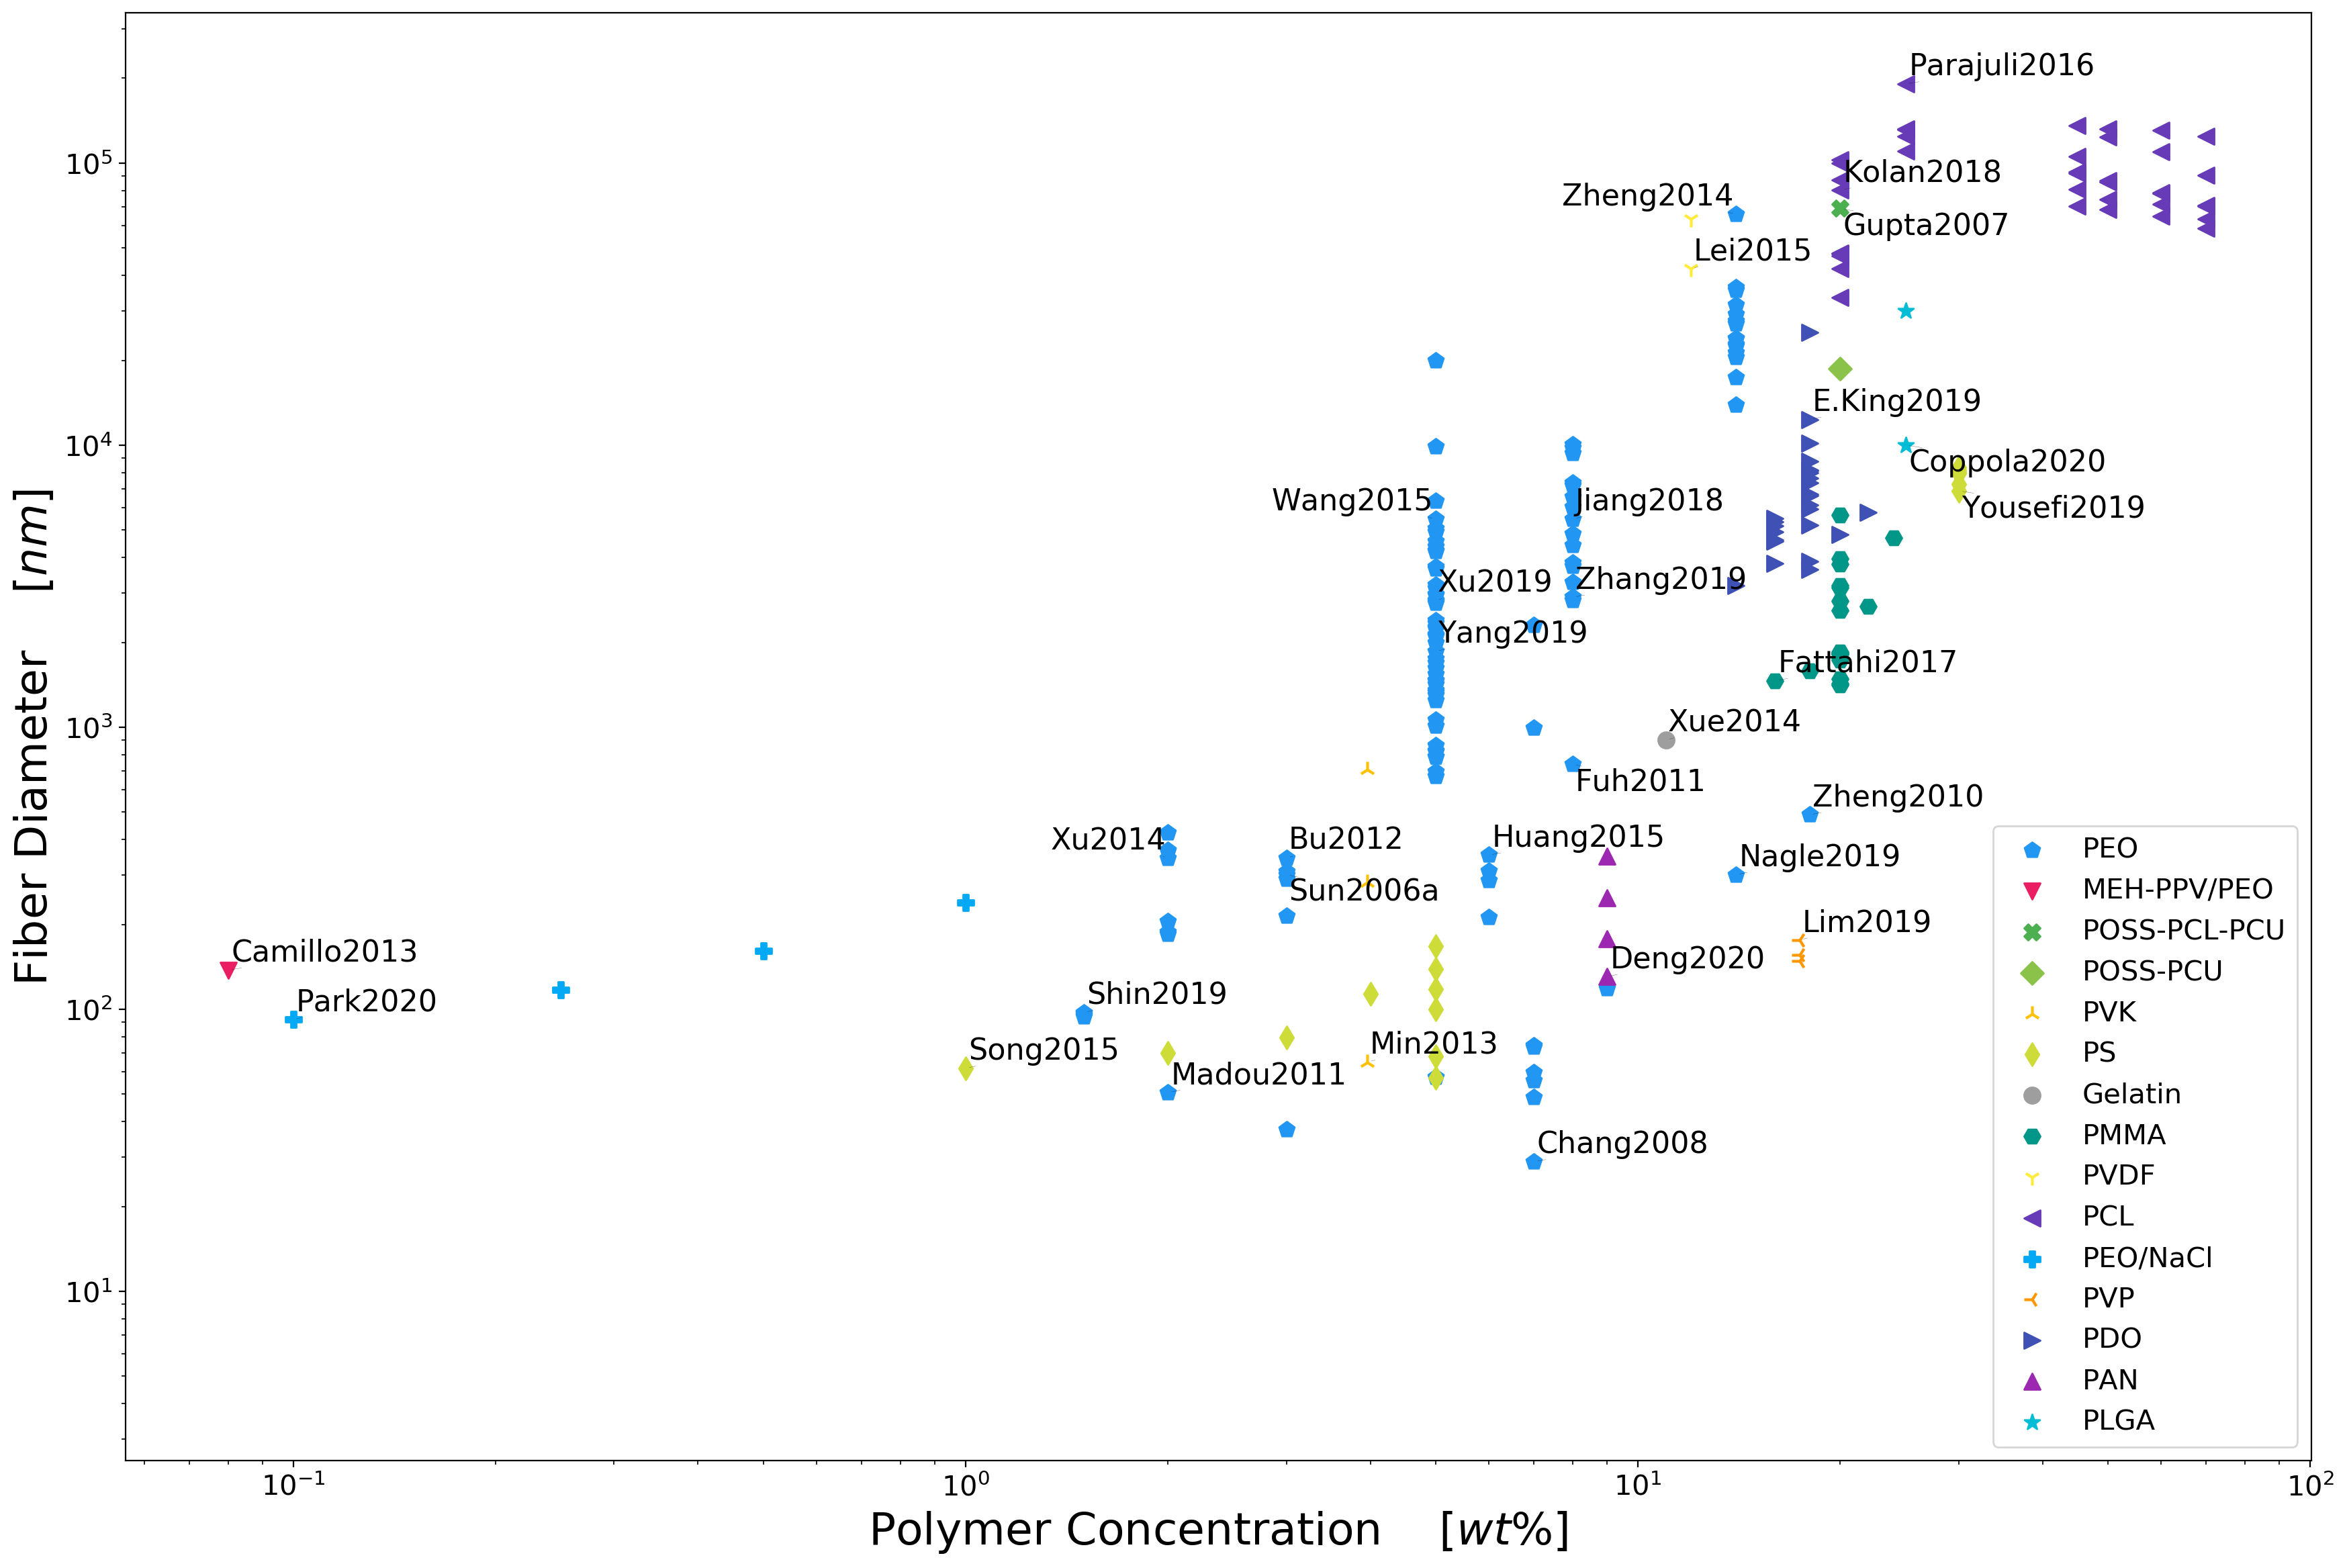 Parajuli2016
10⁵
Kolan2018
Zheng2014
Gupta2007
Lei2015
E.King2019
10⁴
Coppola2020
Wang2015
Jiang2018
Yousefi2019
Fiber Diameter [nm]
Xu2019
Zhang2019
Yang2019
Fattahi2017
10³
Xue2014
Fuh2011
Zheng2010
Xu2014
Bu2012
Huang2015
Nagle2019
Sun2006a
Lim2019
Camillo2013
Deng2020
Park2020
Shin2019
10²
Song2015
Min2013
Madou2011
Chang2008
10¹
PEO
MEH-PPV/PEO
POSS-PCL-PCU
POSS-PCU
PVK
PS
Gelatin
PMMA
PVDF
PCL
PEO/NaCl
PVP
PDO
PAN
PLGA
10⁻¹
10⁰
10¹
10²
Polymer Concentration [wt%]